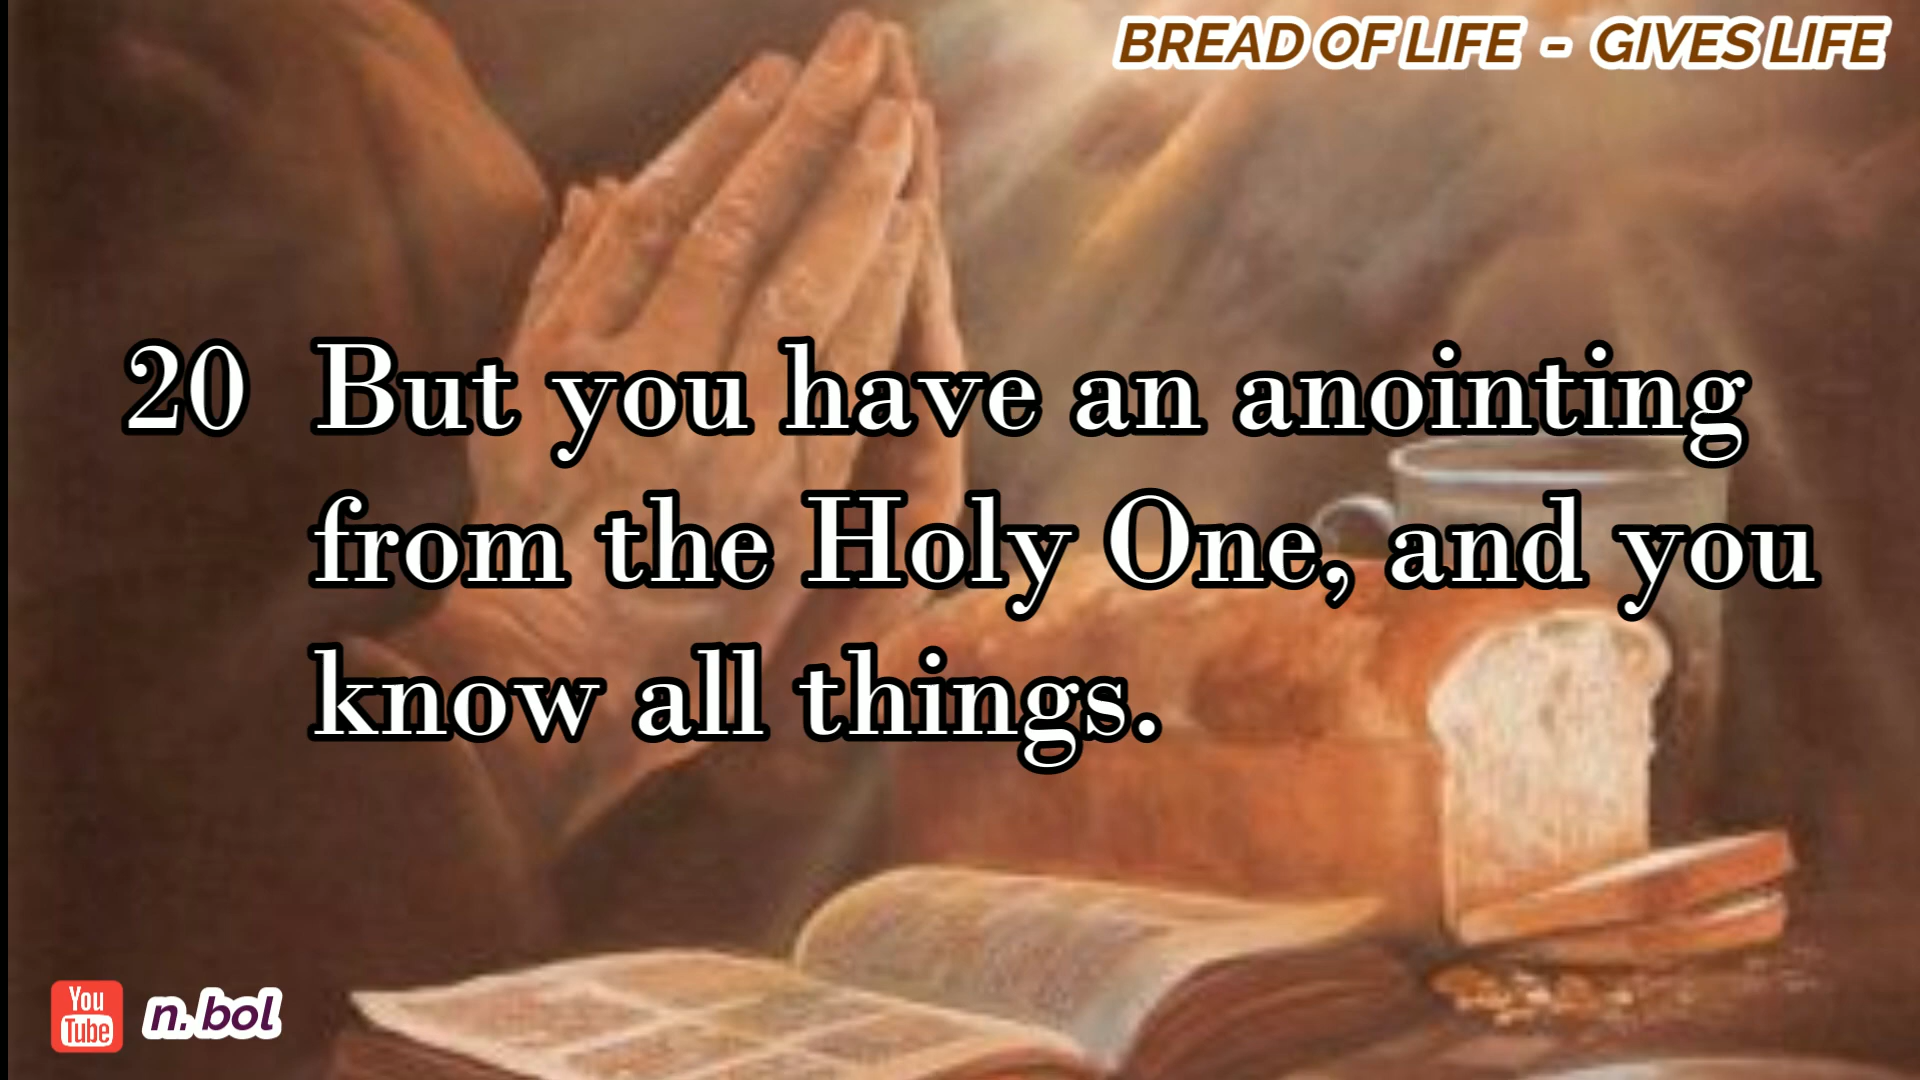 BREAD OF LIFE - GIVES LIFE
20 But you have an anointing
from the Holy One, and you
know all things.
You
Tube
n.bol